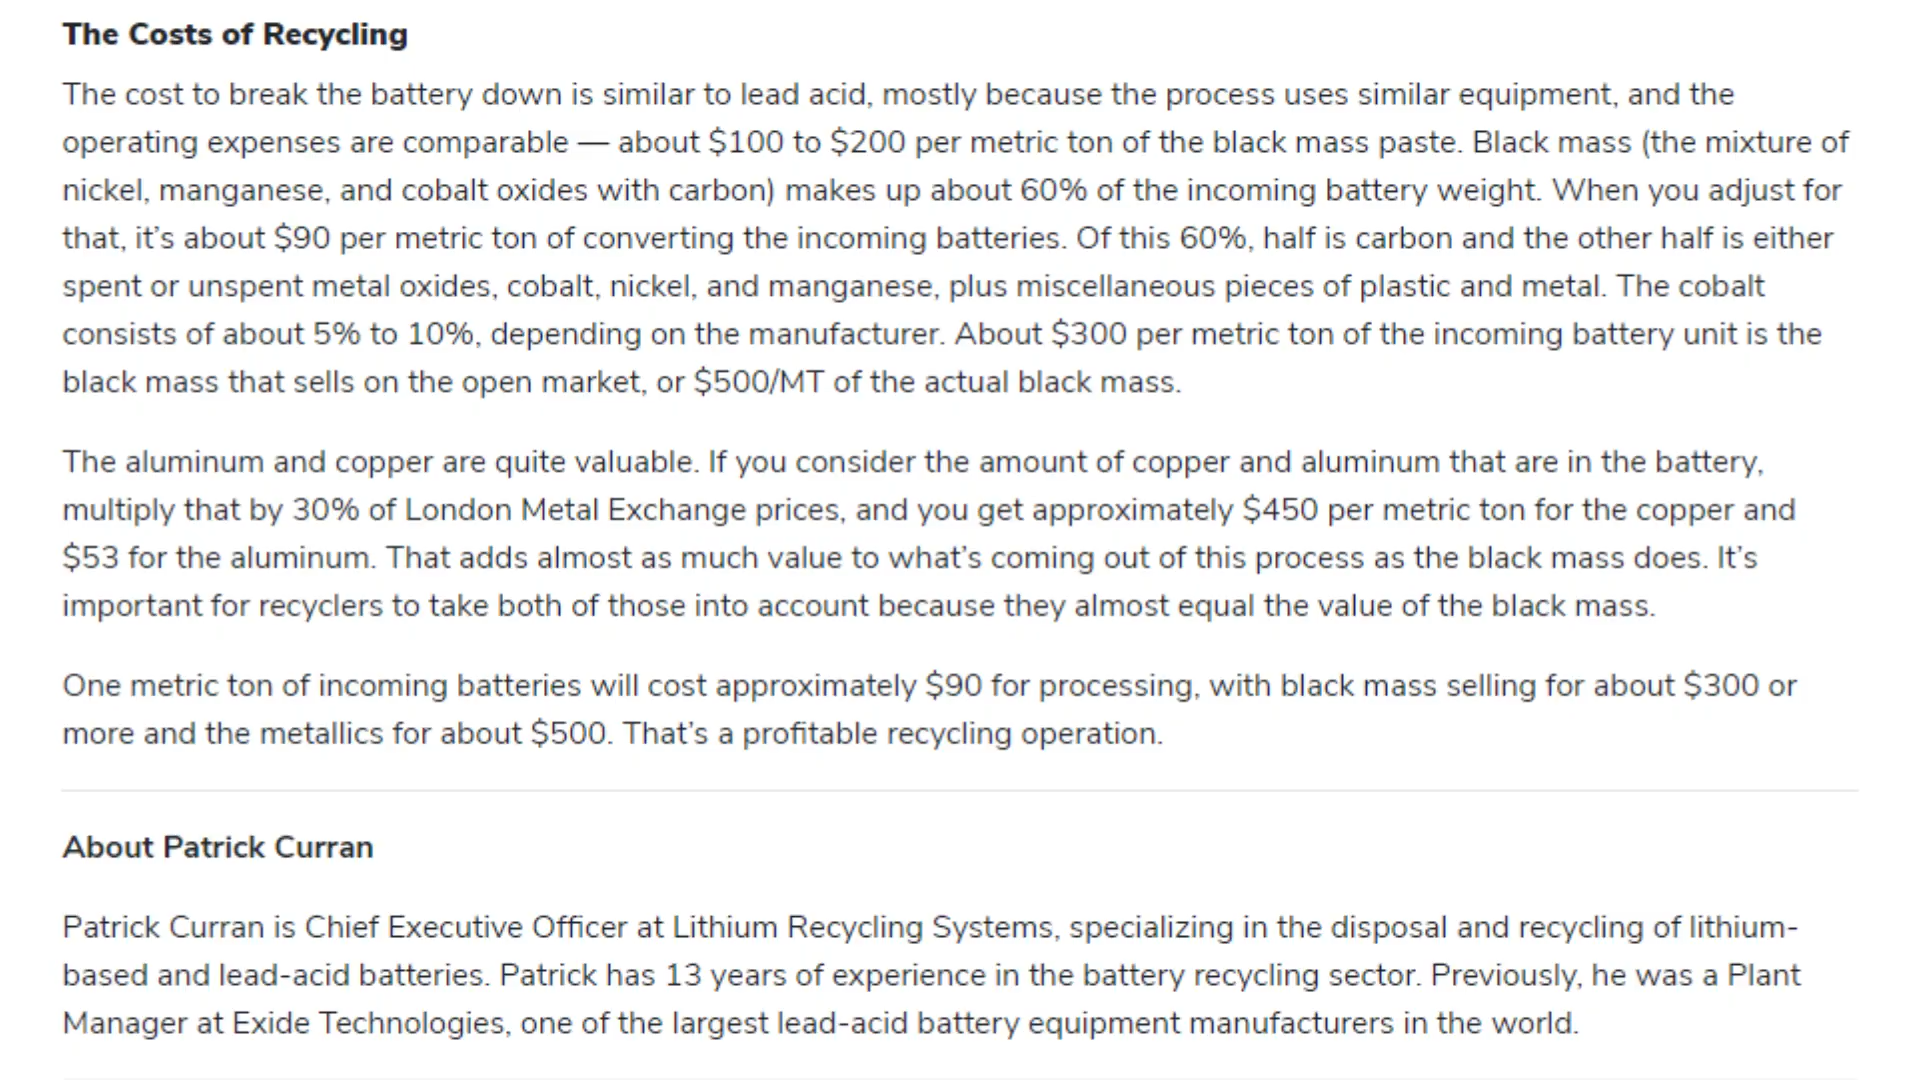 The Costs of Recycling
The cost to break the battery down is similar to lead acid, mostly because the process uses similar equipment, and the
operating expenses are comparable — about $100 to $200 per metric ton of the black mass paste. Black mass (the mixture of
nickel, manganese, and cobalt oxides with carbon) makes up about 60% of the incoming battery weight. When you adjust for
that, it’s about $90 per metric ton of converting the incoming batteries. Of this 60%, half is carbon and the other half is either
spent or unspent metal oxides, cobalt, nickel, and manganese, plus miscellaneous pieces of plastic and metal. The cobalt
consists of about 5% to 10%, depending on the manufacturer. About $300 per metric ton of the incoming battery unit is the
black mass that sells on the open market, or $500/MT of the actual black mass.
The aluminum and copper are quite valuable. If you consider the amount of copper and aluminum that are in the battery,
multiply that by 30% of London Metal Exchange prices, and you get approximately $450 per metric ton for the copper and
$53 for the aluminum. That adds almost as much value to what’s coming out of this process as the black mass does. It’s
important for recyclers to take both of those into account because they almost equal the value of the black mass.
One metric ton of incoming batteries will cost approximately $90 for processing, with black mass selling for about $300 or
more and the metallics for about $500. That’s a profitable recycling operation.
About Patrick Curran
Patrick Curran is Chief Executive Officer at Lithium Recycling Systems, specializing in the disposal and recycling of lithium-
based and lead-acid batteries. Patrick has 13 years of experience in the battery recycling sector. Previously, he was a Plant
Manager at Exide Technologies, one of the largest lead-acid battery equipment manufacturers in the world.